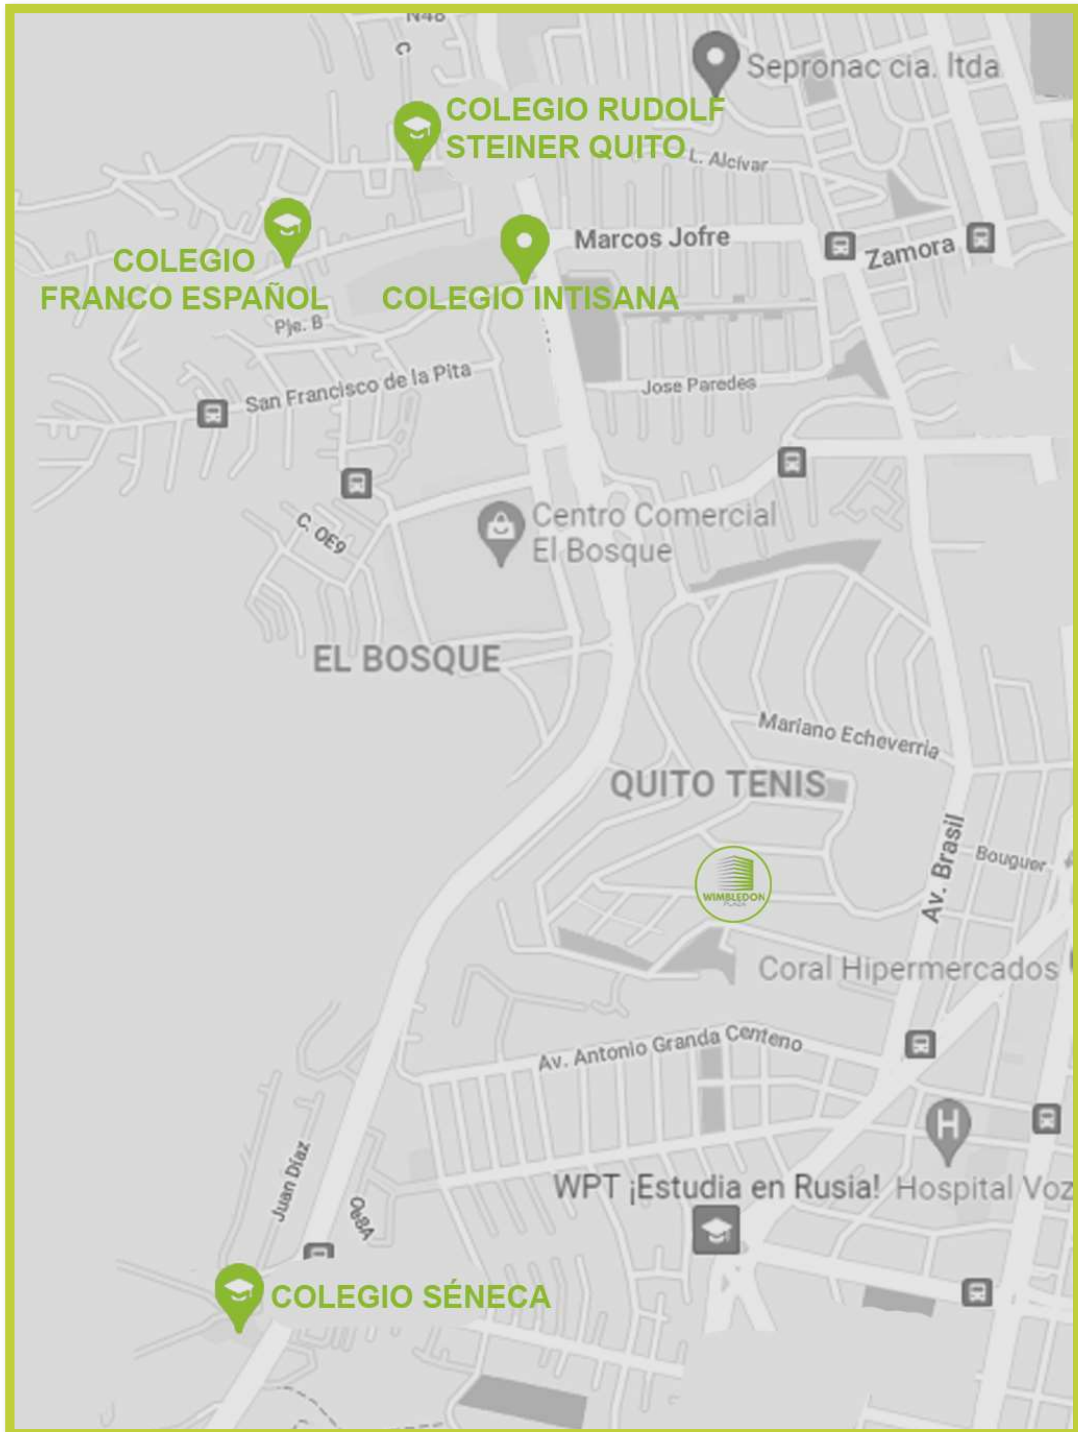 N48
C
Sepronac cia. ltda
COLEGIO RUDOLF
STEINER QUITO
L. Alcívar
Marcos Jofre
Zamora
COLEGIO
FRANCO ESPAÑOL
COLEGIO INTISANA
Pje. B
San Francisco de la Pita
Jose Paredes
C. OE9
Centro Comercial
El Bosque
EL BOSQUE
Mariano Echeverria
QUITO TENIS
Av. Brasil
Bouguer
WIMBLEDON
PLAZA
Coral Hipermercados
Av. Antonio Granda Centeno
H
Juan Díaz
Oe8A
WPT ¡Estudia en Rusia!
Hospital Voz
COLEGIO SÉNECA